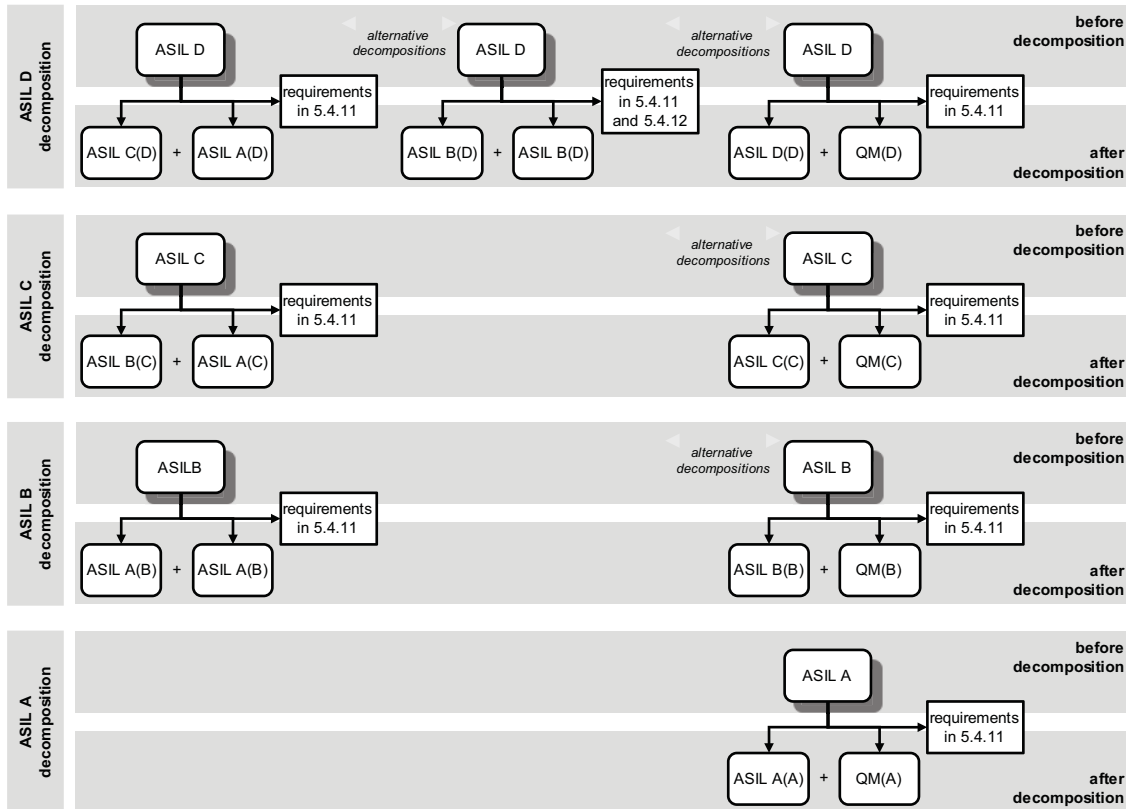 ASIL D
decomposition
ASIL D
alternative
decompositions
ASIL D
alternative
decompositions
ASIL D
before
decomposition
requirements
in 5.4.11
requirements
in 5.4.11
and 5.4.12
requirements
in 5.4.11
ASIL C(D) + ASIL A(D)
ASIL B(D) + ASIL B(D)
ASIL D(D) + QM(D)
after
decomposition
ASIL C
decomposition
ASIL C
alternative
decompositions
ASIL C
before
decomposition
requirements
in 5.4.11
requirements
in 5.4.11
ASIL B(C) + ASIL A(C)
ASIL C(C) + QM(C)
after
decomposition
ASIL B
decomposition
ASILB
alternative
decompositions
ASIL B
before
decomposition
requirements
in 5.4.11
requirements
in 5.4.11
ASIL A(B) + ASIL A(B)
ASIL B(B) + QM(B)
after
decomposition
ASIL A
decomposition
ASIL A
before
decomposition
requirements
in 5.4.11
ASIL A(A) + QM(A)
after
decomposition